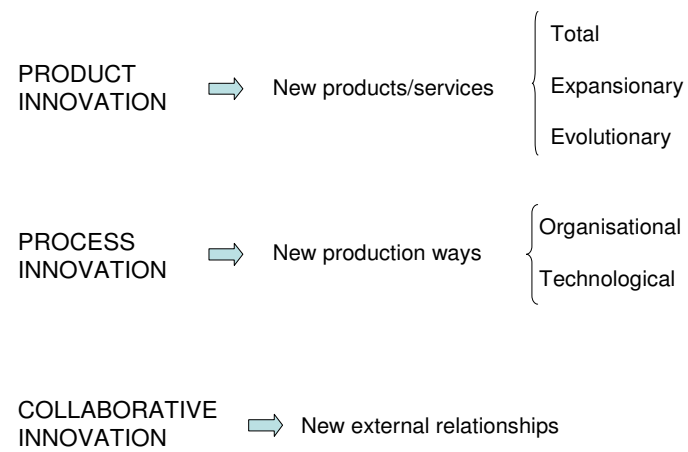 PRODUCT
INNOVATION
New products/services
Total
Expansionary
Evolutionary
PROCESS
INNOVATION
New production ways
Organisational
Technological
COLLABORATIVE
INNOVATION
New external relationships